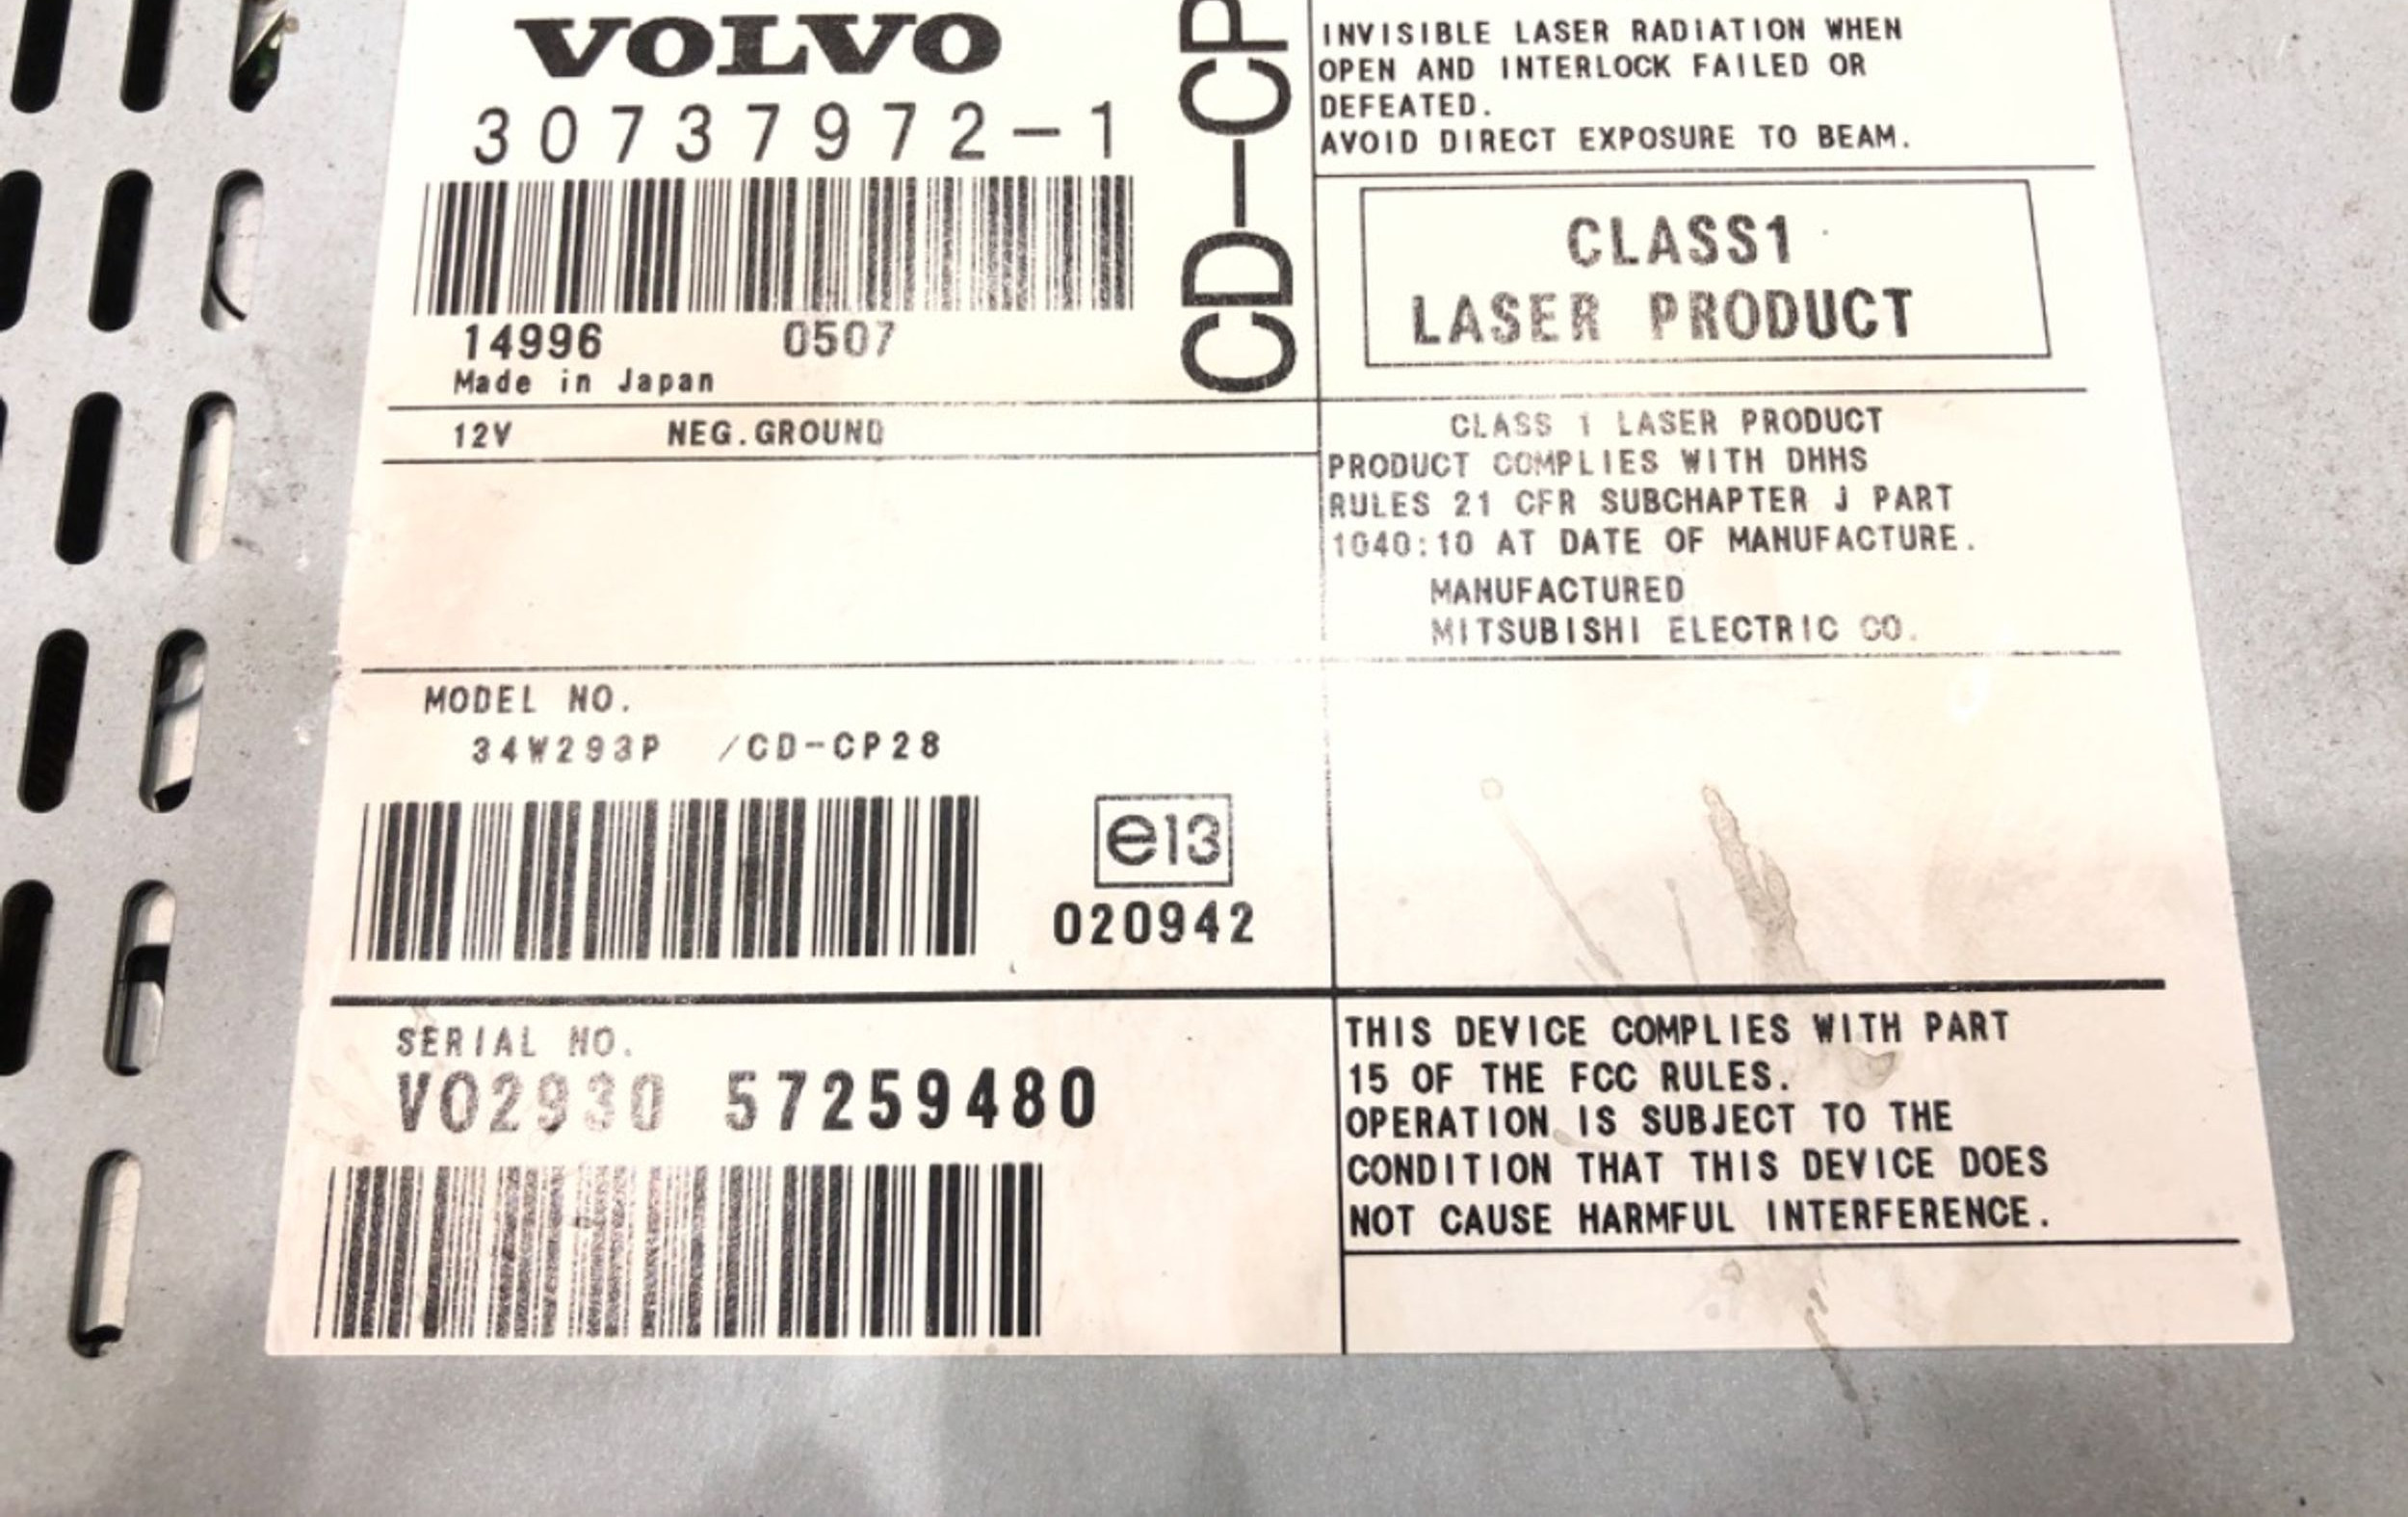 VOLVO
30737972-1
14996 0507
Made in Japan
CD-CP
12V NEG.GROUND
MODEL NO.
34W293P /CD-CP28
e13
020942
SERIAL NO.
VO2930 57259480
INVISIBLE LASER RADIATION WHEN
OPEN AND INTERLOCK FAILED OR
DEFEATED.
AVOID DIRECT EXPOSURE TO BEAM.
CLASS1
LASER PRODUCT
CLASS 1 LASER PRODUCT
PRODUCT COMPLIES WITH DHHS
RULES 21 CFR SUBCHAPTER J PART
1040:10 AT DATE OF MANUFACTURE.
MANUFACTURED
MITSUBISHI ELECTRIC CO.
THIS DEVICE COMPLIES WITH PART
15 OF THE FCC RULES.
OPERATION IS SUBJECT TO THE
CONDITION THAT THIS DEVICE DOES
NOT CAUSE HARMFUL INTERFERENCE.